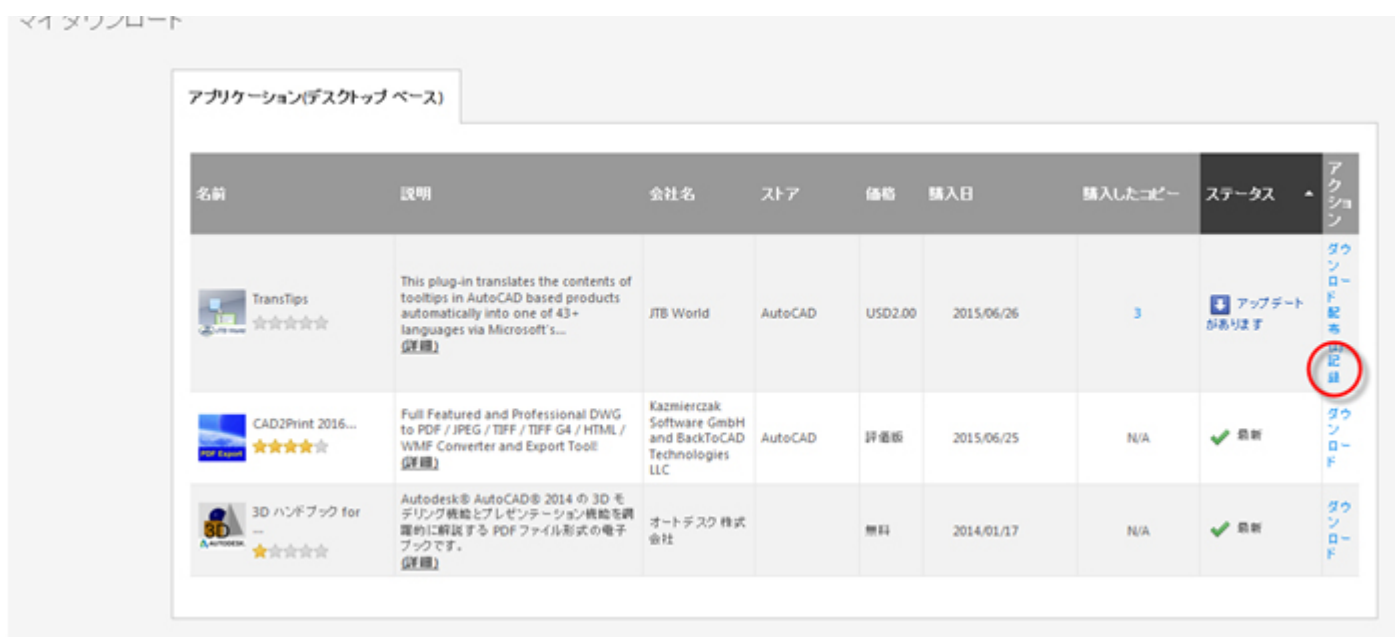 マイ ダウンロード
アプリケーション(デスクトップ ベース)
名前 説明 会社名 ストア 価格 購入日 購入したコピー ステータス アクション
TransTips
This plug-in translates the contents of
tooltips in AutoCAD based products
automatically into one of 43+
languages via Microsoft's...
(詳細)
JTB World
AutoCAD
USD2.00
2015/06/26
3
アップデート
があります
ダウ
ン
ロー
ド
配
布
記
録
PDF Export
CAD2Print 2016...
Full Featured and Professional DWG
to PDF / JPEG / TIFF / TIFF G4 / HTML /
WMF Converter and Export Tool!
(詳細)
Kazmierczak
Software GmbH
and BackToCAD
Technologies
LLC
AutoCAD
評価版
2015/06/25
N/A
最新
ダウ
ン
ロー
ド
3D
AUTODESK.
3D ハンドブック for
...
Autodesk® AutoCAD® 2014 の 3D モ
デリング機能とプレゼンテーション機能を網
羅的に解説する PDF ファイル形式の電子
ブックです。
(詳細)
オートデスク 株式
会社
無料
2014/01/17
N/A
最新
ダウ
ン
ロー
ド